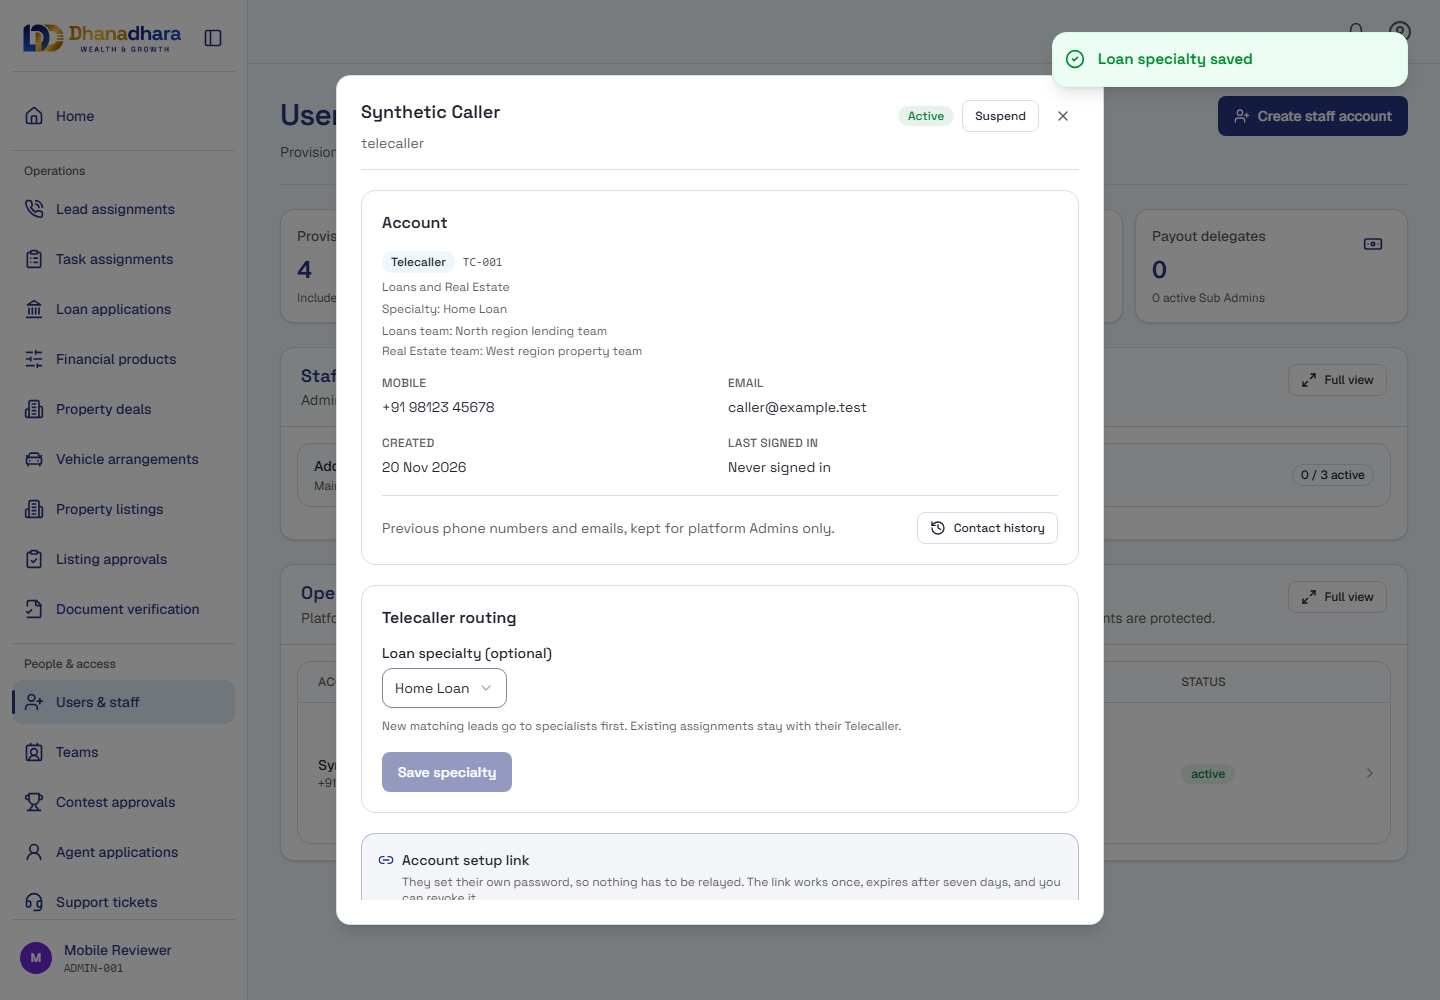 Dhanadhara
WEALTH & GROWTH
Home
Operations
Lead assignments
Task assignments
Loan applications
Financial products
Property deals
Vehicle arrangements
Property listings
Listing approvals
Document verification
People & access
Users & staff
Teams
Contest approvals
Agent applications
Support tickets
M
Mobile Reviewer
ADMIN-001
Loan specialty saved
Create staff account
4
Payout delegates
0
0 active Sub Admins
Full view
0 / 3 active
Full view
nts are protected.
STATUS
+91
active
Synthetic Caller
telecaller
Active
Suspend
Account
Telecaller TC-001
Loans and Real Estate
Specialty: Home Loan
Loans team: North region lending team
Real Estate team: West region property team
MOBILE
+91 98123 45678
EMAIL
caller@example.test
CREATED
20 Nov 2026
LAST SIGNED IN
Never signed in
Previous phone numbers and emails, kept for platform Admins only.
Contact history
Telecaller routing
Loan specialty (optional)
Home Loan
New matching leads go to specialists first. Existing assignments stay with their Telecaller.
Save specialty
Account setup link
They set their own password, so nothing has to be relayed. The link works once, expires after seven days, and you
can revoke it.